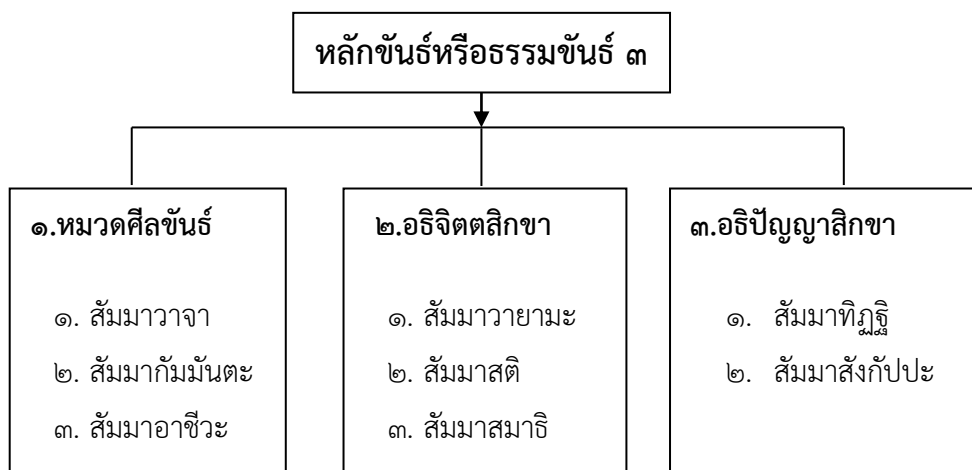 หลักขันธ์หรือธรรมขันธ์ ๓
๑.หมวดศีลขันธ์
๑. สัมมาวาจา
๒. สัมมากัมมันตะ
๓. สัมมาอาชีวะ
๒.อธิจิตตสิกขา
๑. สัมมาวายามะ
๒. สัมมาสติ
๓. สัมมาสมาธิ
๓.อธิปัญญาสิกขา
๑. สัมมาทิฏฐิ
๒. สัมมาสังกัปปะ